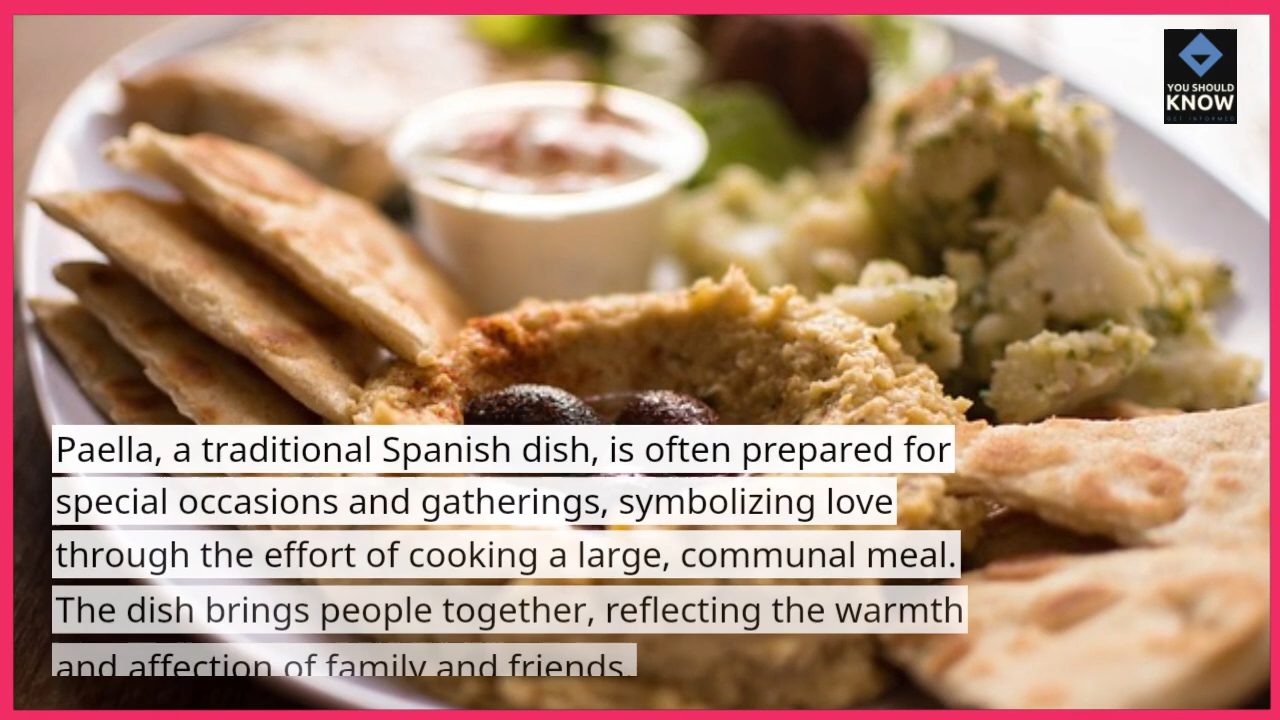 YOU SHOULD
KNOW
GET INFORMED
Paella, a traditional Spanish dish, is often prepared for
special occasions and gatherings, symbolizing love
through the effort of cooking a large, communal meal.
The dish brings people together, reflecting the warmth
and affection of family and friends.